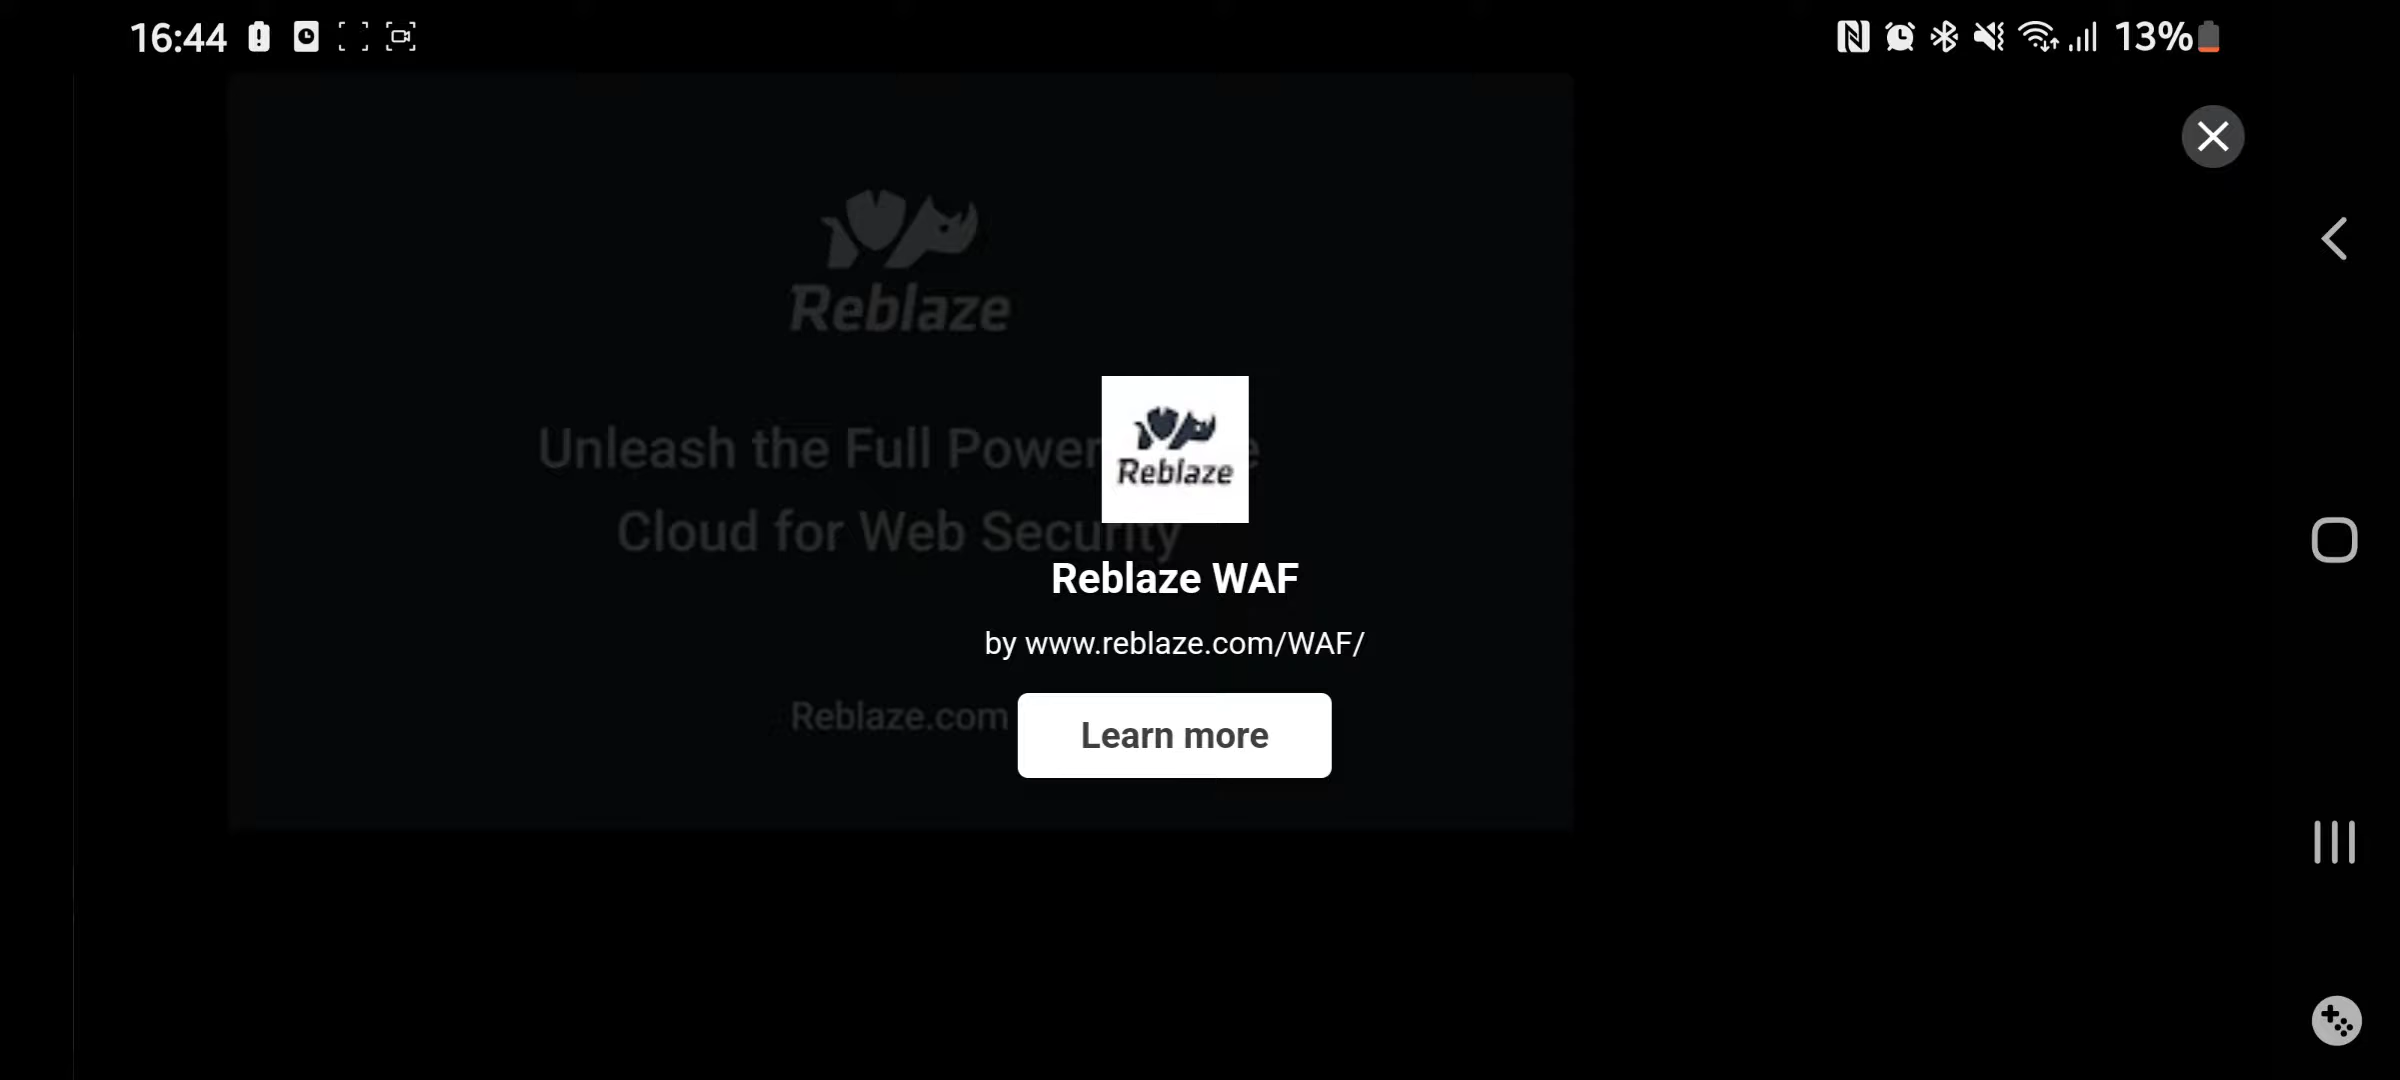 16:44
13%
Reblaze
Unleash the Full Power
Cloud for Web Security
Reblaze
Reblaze WAF
by www.reblaze.com/WAF/
Reblaze.com
Learn more